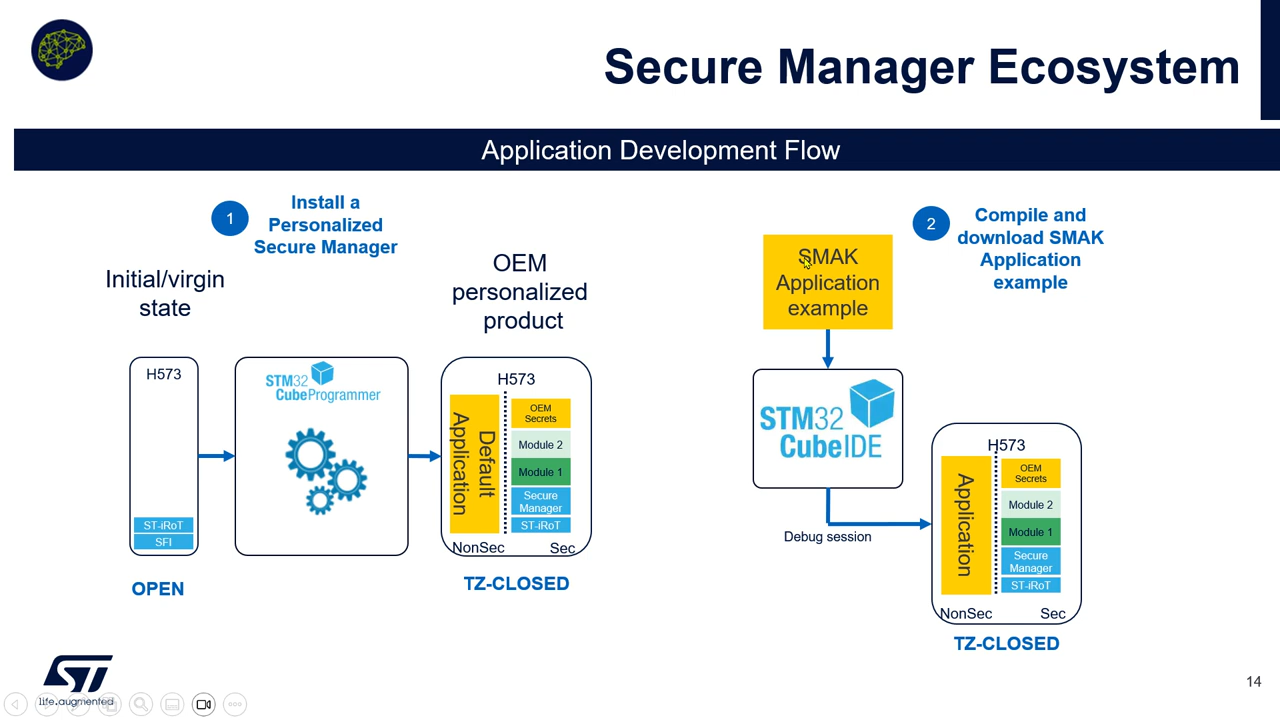 Secure Manager Ecosystem
Application Development Flow
1
Install a
Personalized
Secure Manager
Initial/virgin
state
OEM
personalized
product
H573
ST-iRoT
SFI
OPEN
STM32
CubeProgrammer
H573
Default
Application
OEM
Secrets
Module 2
Module 1
Secure
Manager
ST-iRoT
NonSec
Sec
TZ-CLOSED
2
Compile and
download SMAK
Application
example
SMAK
Application
example
STM32
CubeIDE
Debug session
H573
Application
OEM
Secrets
Module 2
Module 1
Secure
Manager
ST-iRoT
NonSec
Sec
TZ-CLOSED
ST
life.augmented
14